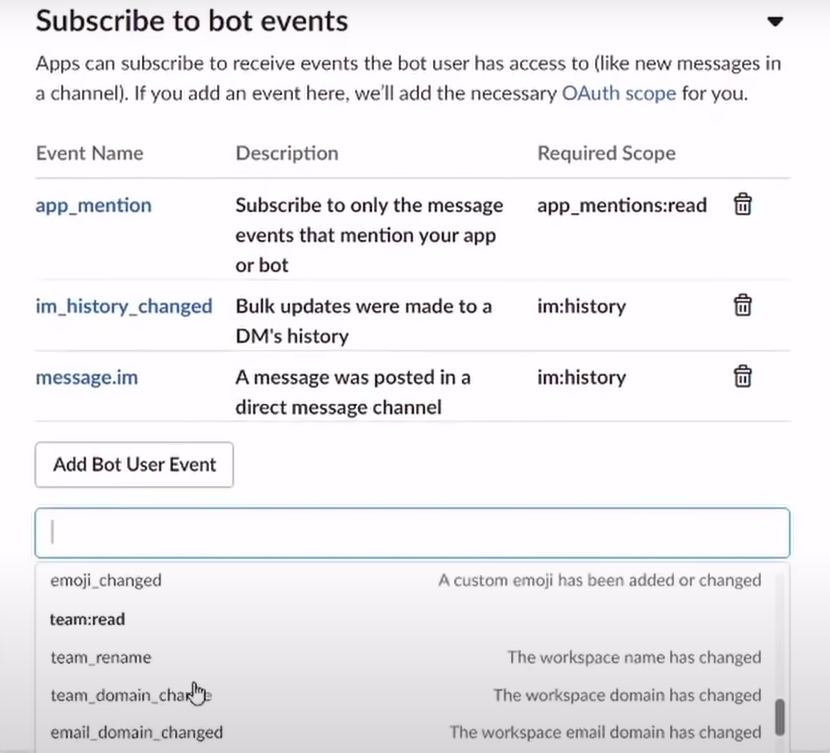 Subscribe to bot events
Apps can subscribe to receive events the bot user has access to (like new messages in
a channel). If you add an event here, we'll add the necessary OAuth scope for you.
Event Name Description Required Scope
app_mention Subscribe to only the message app_mentions:read
events that mention your app
or bot
im_history_changed Bulk updates were made to a im:history
DM's history
message.im A message was posted in a im:history
direct message channel
Add Bot User Event
emoji_changed A custom emoji has been added or changed
team:read
team_rename The workspace name has changed
team_domain_change The workspace domain has changed
email_domain_changed The workspace email domain has changed